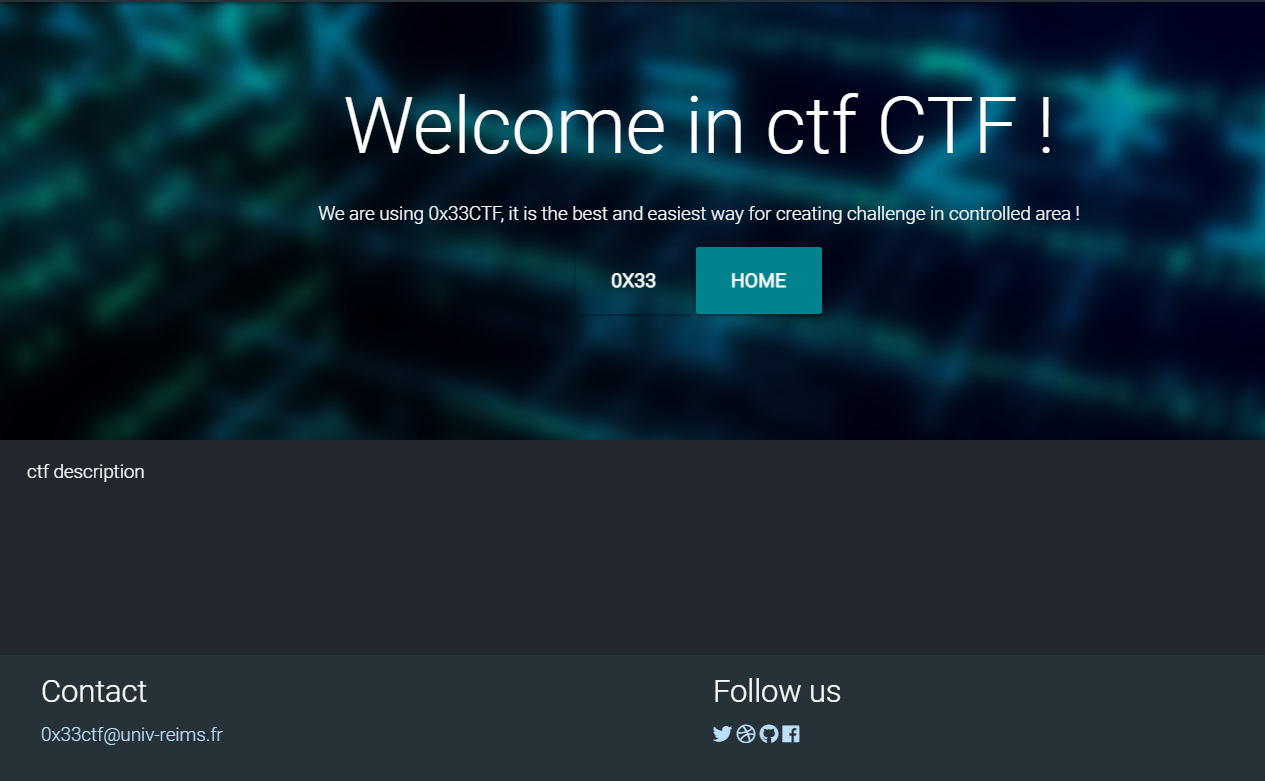 Welcome in ctf CTF !
We are using 0x33CTF, it is the best and easiest way for creating challenge in controlled area !
0X33 HOME
ctf description
Contact
Follow us
0x33ctf@univ-reims.fr